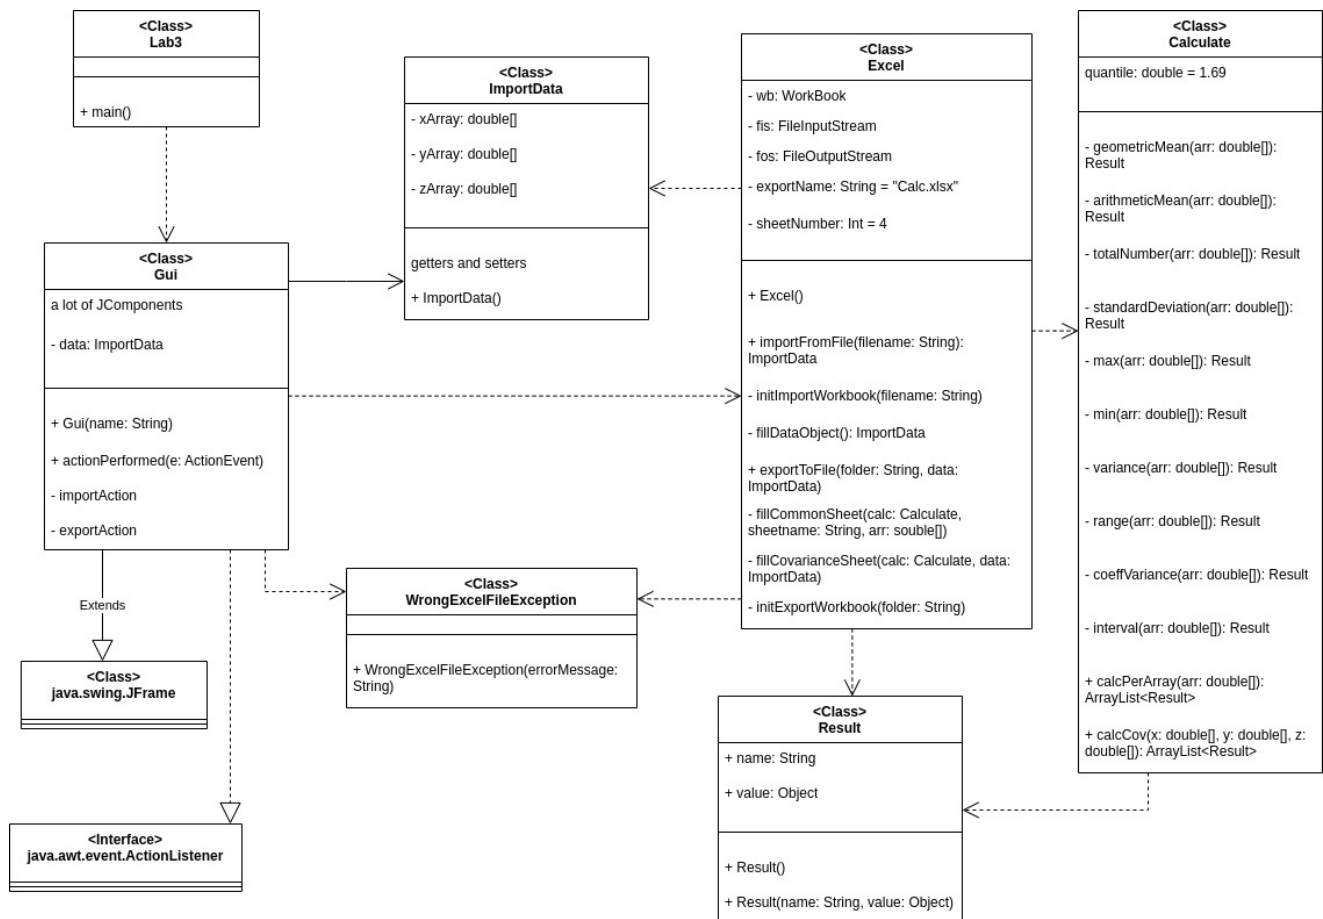 <Class>
Lab3
+ main()
<Class>
ImportData
- xArray: double[]
- yArray: double[]
- zArray: double[]
getters and setters
+ ImportData()
<Class>
Excel
- wb: WorkBook
- fis: FileInputStream
- fos: FileOutputStream
- exportName: String = "Calc.xlsx"
- sheetNumber: Int = 4
+ Excel()
+ importFromFile(filename: String):
ImportData
- initImportWorkbook(filename: String)
- fillDataObject(): ImportData
+ exportToFile(folder: String, data:
ImportData)
- fillCommonSheet(calc: Calculate,
sheetname: String, arr: souble[])
- fillCovarianceSheet(calc: Calculate, data:
ImportData)
- initExportWorkbook(folder: String)
<Class>
Calculate
quantile: double = 1.69
- geometricMean(arr: double[]):
Result
- arithmeticMean(arr: double[]):
Result
- totalNumber(arr: double[]): Result
- standardDeviation(arr: double[]):
Result
- max(arr: double[]): Result
- min(arr: double[]): Result
- variance(arr: double[]): Result
- range(arr: double[]): Result
- coeffVariance(arr: double[]): Result
- interval(arr: double[]): Result
+ calcPerArray(arr: double[]):
ArrayList<Result>
+ calcCov(x: double[], y: double[], z:
double[]): ArrayList<Result>
<Class>
Gui
a lot of JComponents
- data: ImportData
+ Gui(name: String)
+ actionPerformed(e: ActionEvent)
- importAction
- exportAction
Extends
<Class>
java.swing.JFrame
<Interface>
java.awt.event.ActionListener
<Class>
WrongExcelFileException
+ WrongExcelFileException(errorMessage:
String)
<Class>
Result
+ name: String
+ value: Object
+ Result()
+ Result(name: String, value: Object)